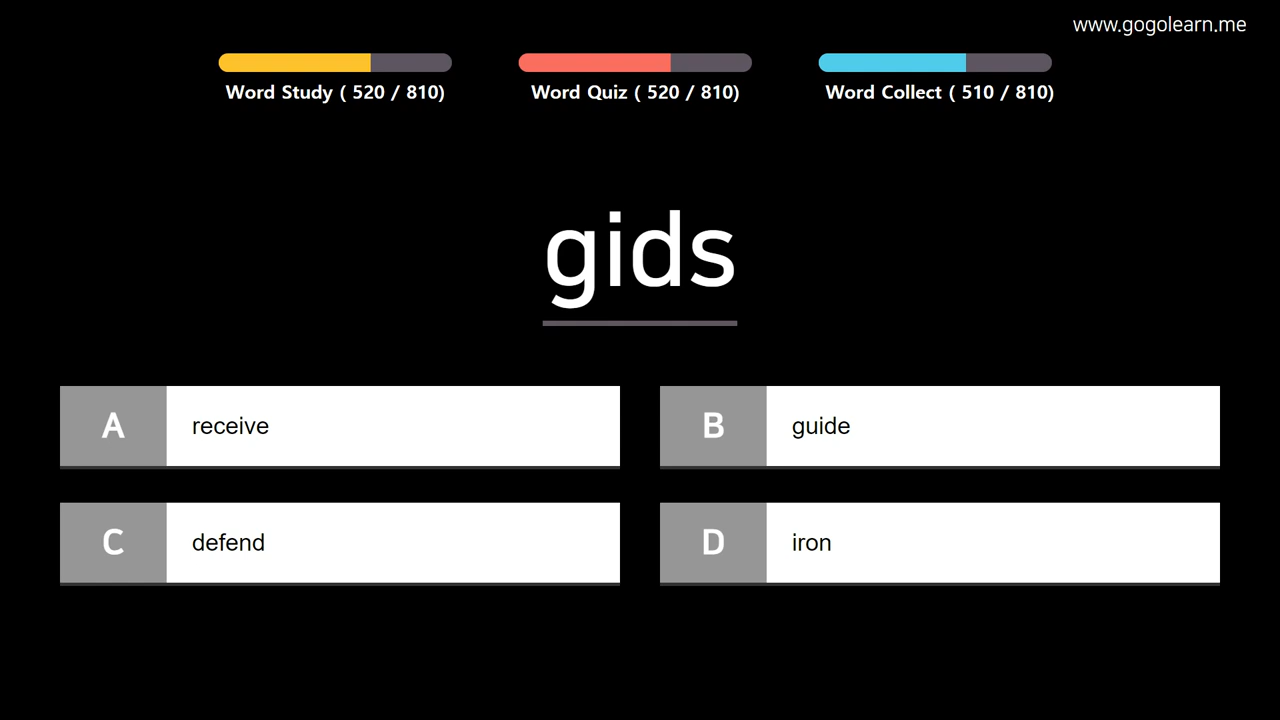 www.gogolearn.me
Word Study ( 520 / 810)
Word Quiz ( 520 / 810)
Word Collect ( 510 / 810)
gids
A receive
B guide
C defend
D iron